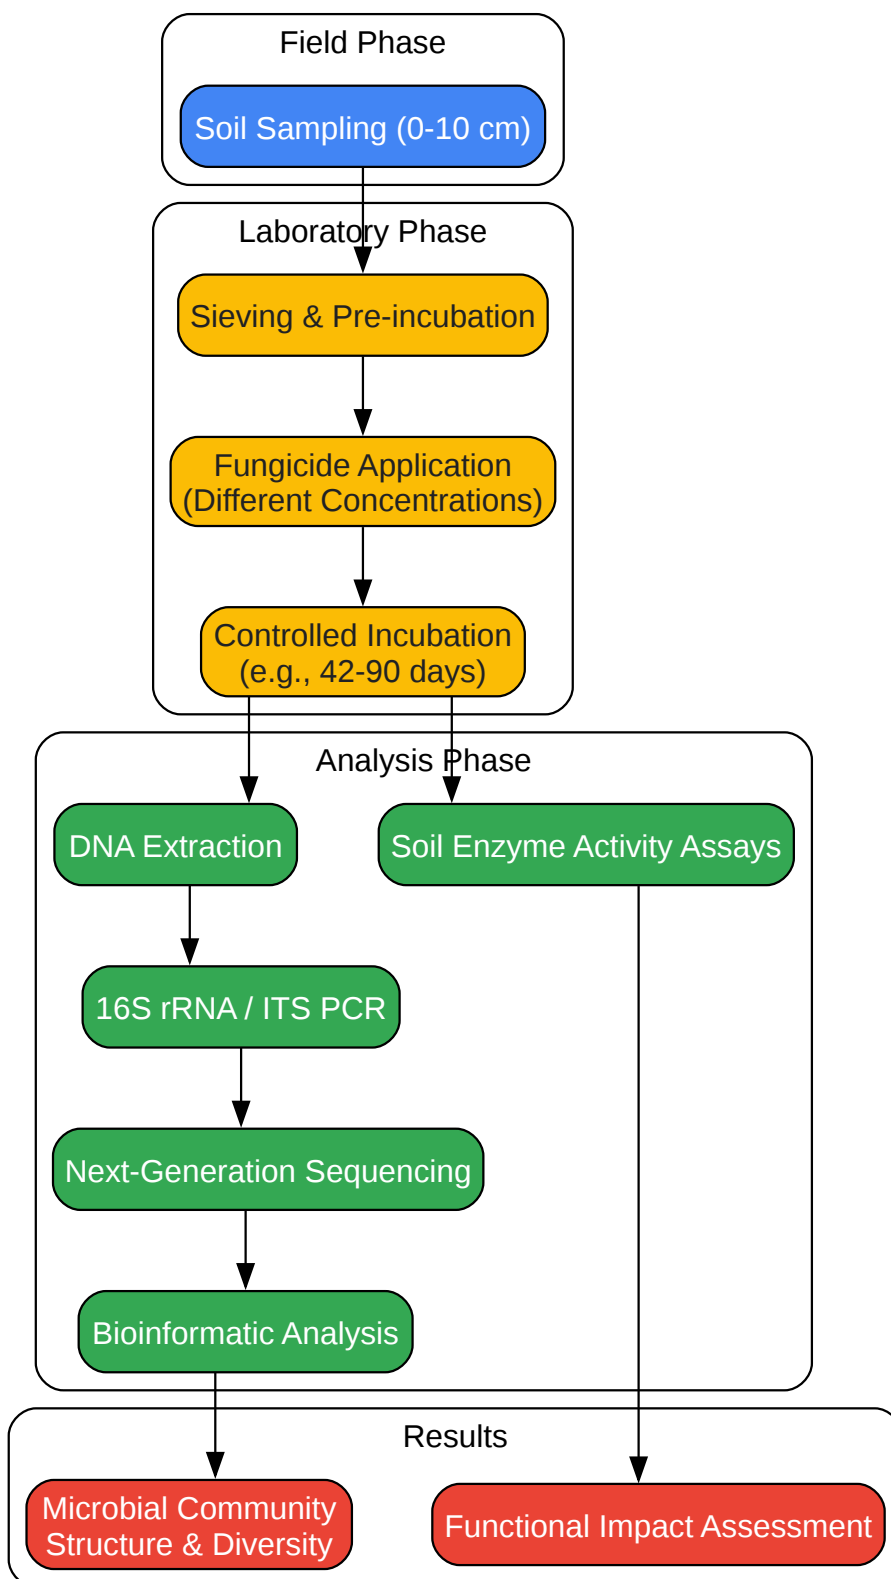 Field Phase
Soil Sampling (0-10 cm)
Laboratory Phase
Sieving & Pre-incubation
Fungicide Application
(Different Concentrations)
Controlled Incubation
(e.g., 42-90 days)
Analysis Phase
DNA Extraction
Soil Enzyme Activity Assays
16S rRNA / ITS PCR
Next-Generation Sequencing
Bioinformatic Analysis
Results
Microbial Community
Structure & Diversity
Functional Impact Assessment